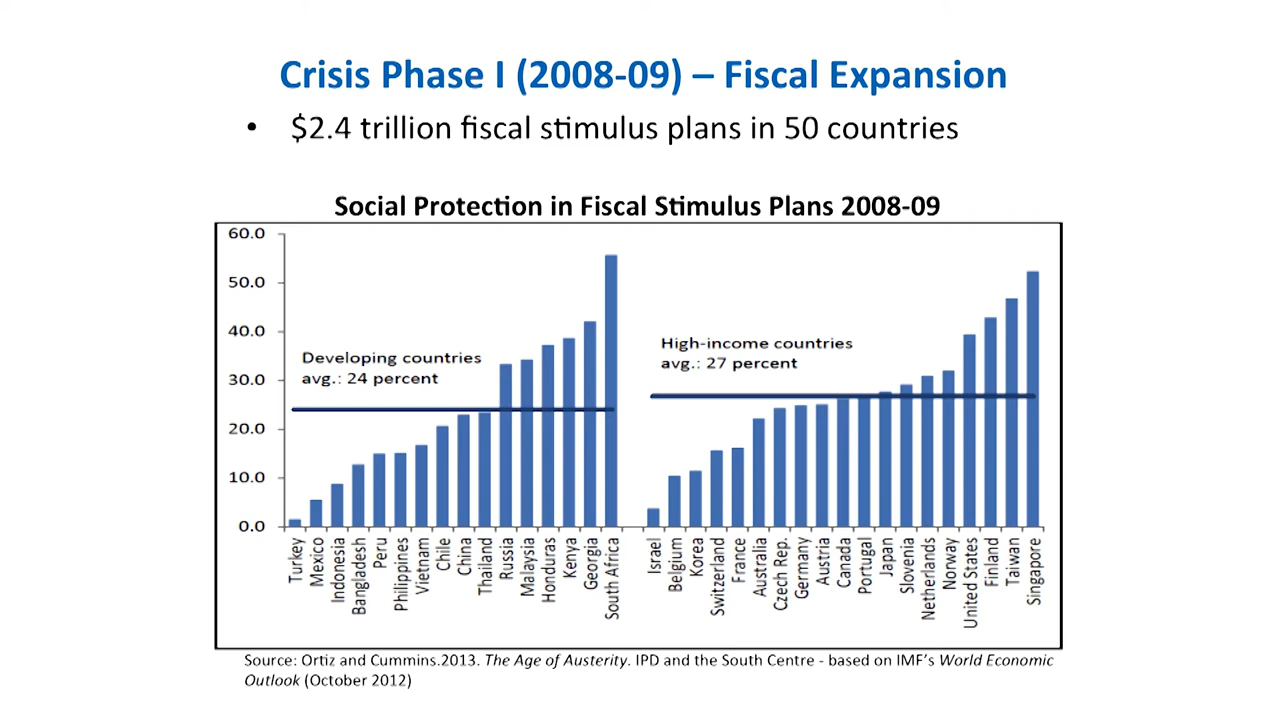 Crisis Phase I (2008-09) – Fiscal Expansion
• $2.4 trillion fiscal stimulus plans in 50 countries
Social Protection in Fiscal Stimulus Plans 2008-09
60.0
50.0
40.0
30.0
20.0
10.0
0.0
Developing countries
avg.: 24 percent
High-income countries
avg.: 27 percent
Turkey
Mexico
Indonesia
Bangladesh
Peru
Philippines
Vietnam
Chile
China
Thailand
Russia
Malaysia
Honduras
Kenya
Georgia
South Africa
Israel
Belgium
Korea
Switzerland
France
Australia
Czech Rep.
Germany
Austria
Canada
Portugal
Japan
Slovenia
Netherlands
Norway
United States
Finland
Taiwan
Singapore
Source: Ortiz and Cummins.2013. The Age of Austerity. IPD and the South Centre - based on IMF’s World Economic
Outlook (October 2012)